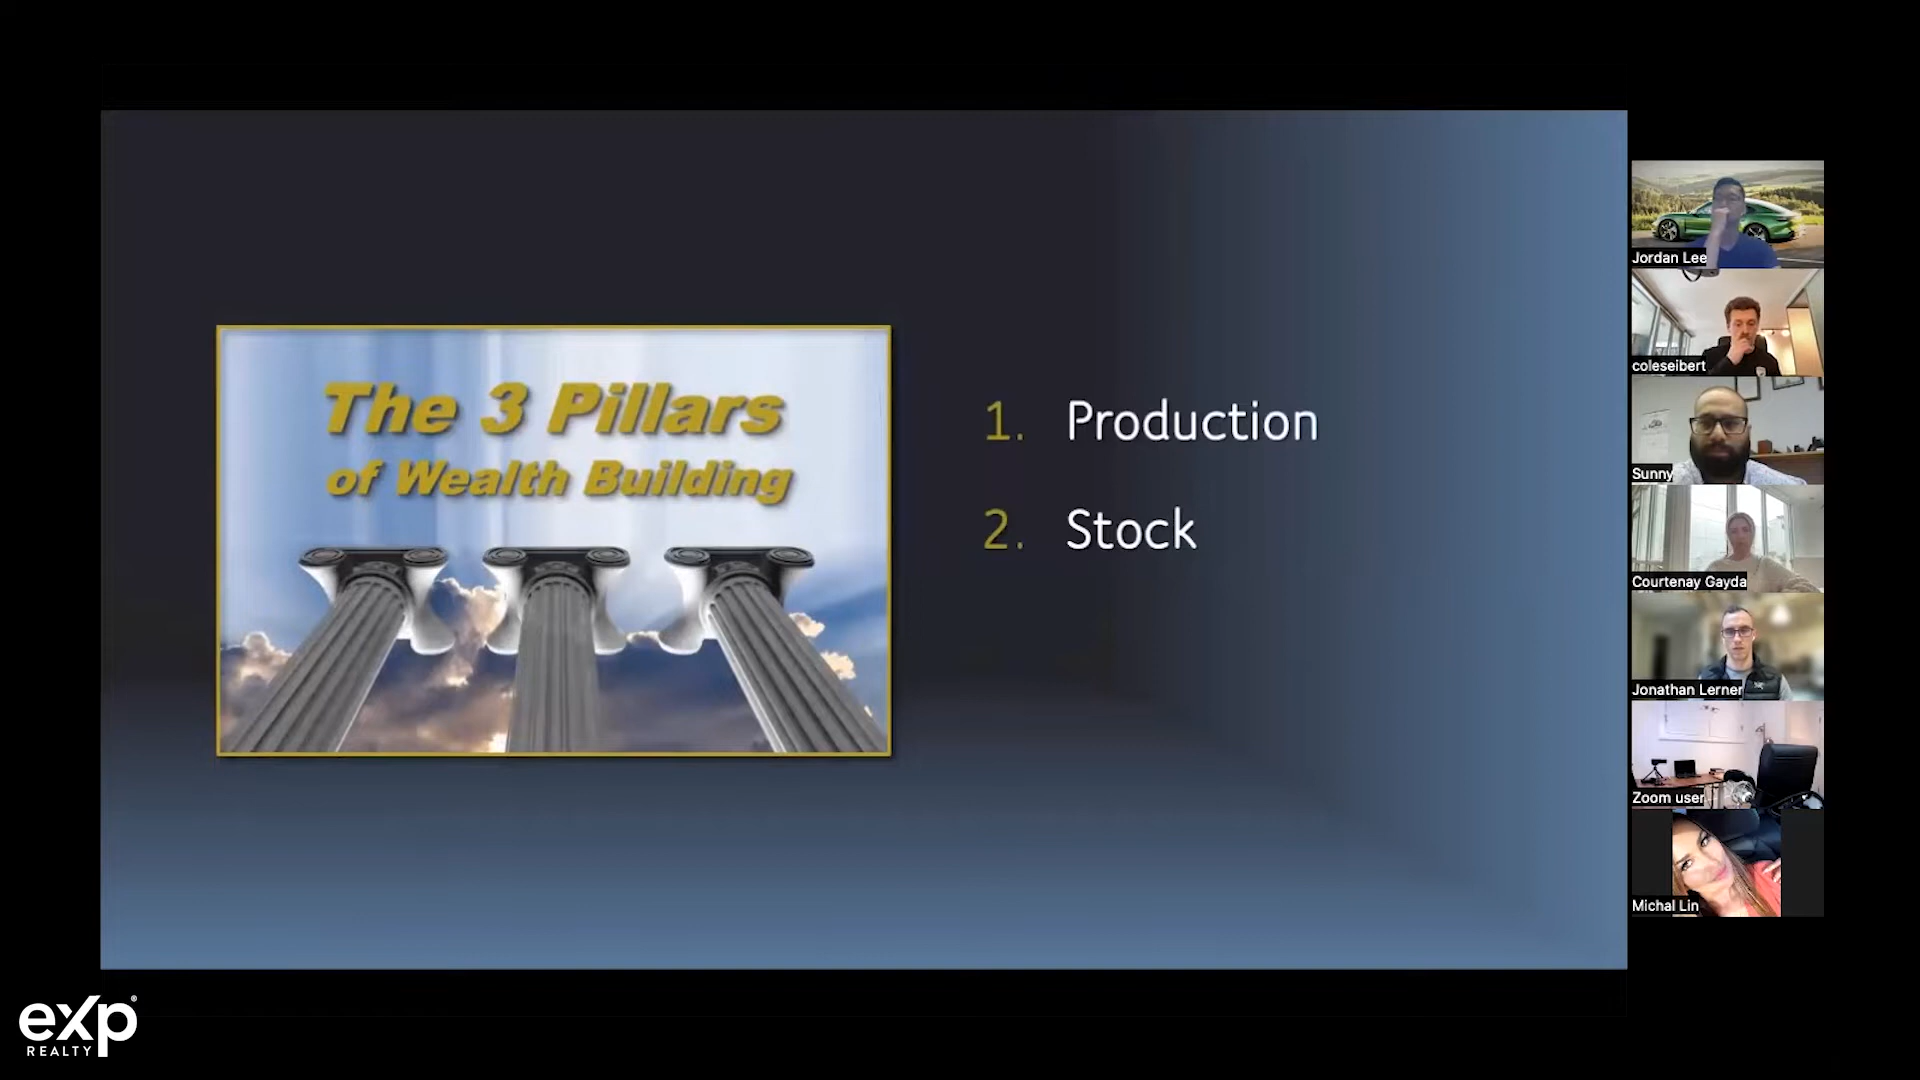 The 3 Pillars
of Wealth Building
1. Production
2. Stock
Jordan Lee
coleseibert
Sunny
Courtenay Gayda
Jonathan Lerner
Zoom user
Michal Lin
eXp®
REALTY